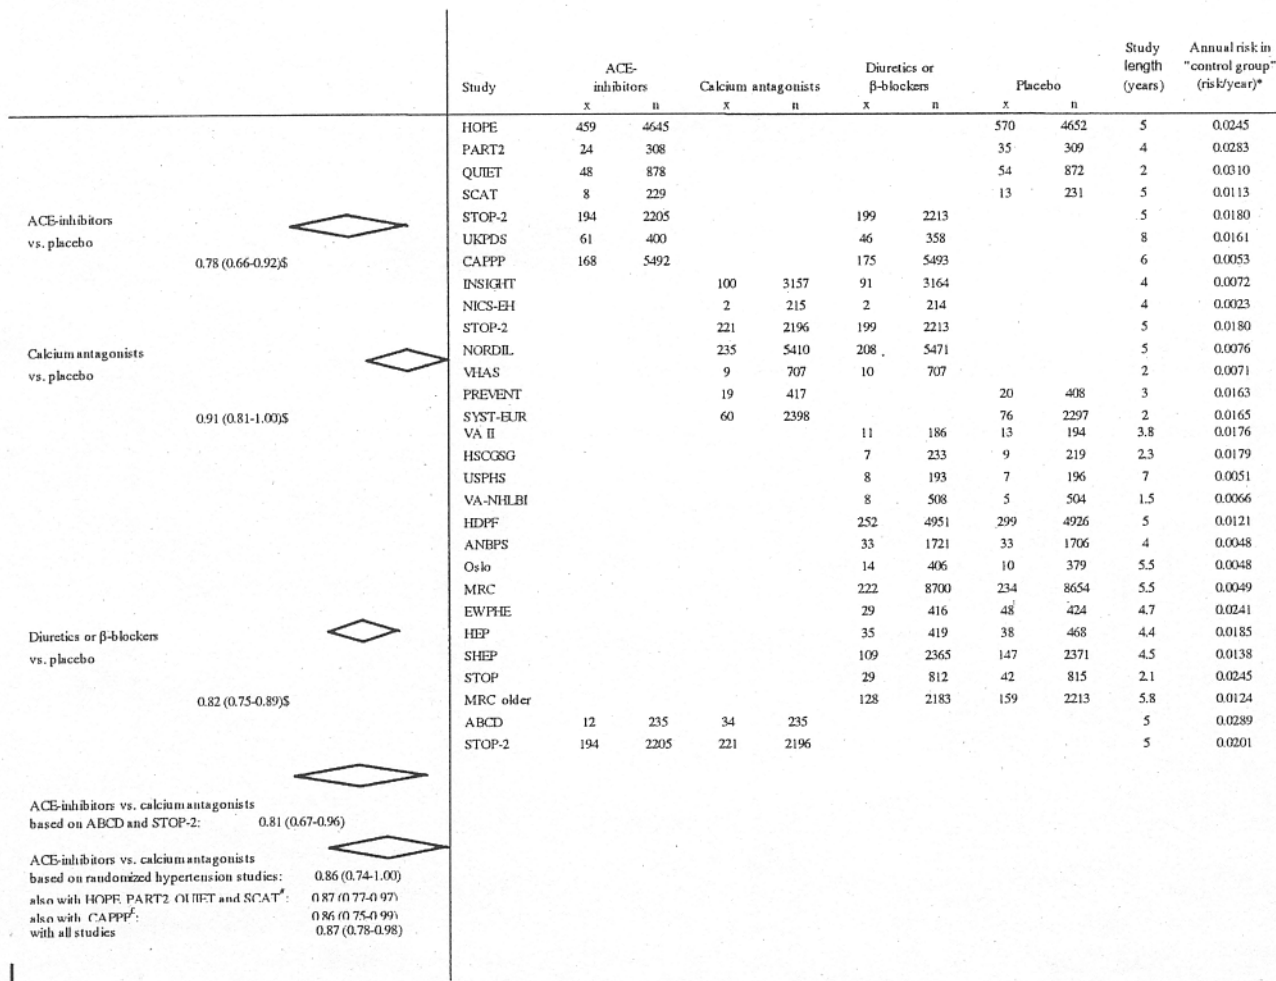 Study ACE-inhibitors Calcium antagonists Diuretics or β-blockers Placebo Study length (years) Annual risk in "control group" (risk/year)*
x n x n x n x n
HOPE 459 4645 570 4652 5 0.0245
PART2 24 308 35 309 4 0.0283
QUIET 48 878 54 872 2 0.0310
SCAT 8 229 13 231 5 0.0113
STOP-2 194 2205 199 2213 5 0.0180
UKPDS 61 400 46 358 8 0.0161
CAPPP 168 5492 175 5493 6 0.0053
INSIGHT 100 3157 91 3164 4 0.0072
NICS-EH 2 215 2 214 4 0.0023
STOP-2 221 2196 199 2213 5 0.0180
NORDIL 235 5410 208 5471 5 0.0076
VHAS 9 707 10 707 2 0.0071
PREVENT 19 417 20 408 3 0.0163
SYST-EUR 60 2398 76 2297 2 0.0165
VA II 11 186 13 194 3.8 0.0176
HSCGSG 7 233 9 219 2.3 0.0179
USPHS 8 193 7 196 7 0.0051
VA-NHLBI 8 508 5 504 1.5 0.0066
HDPF 252 4951 299 4926 5 0.0121
ANBPS 33 1721 33 1706 4 0.0048
Oslo 14 406 10 379 5.5 0.0048
MRC 222 8700 234 8654 5.5 0.0049
EWPHE 29 416 48 424 4.7 0.0241
HEP 35 419 38 468 4.4 0.0185
SHEP 109 2365 147 2371 4.5 0.0138
STOP 29 812 42 815 2.1 0.0245
MRC older 128 2183 159 2213 5.8 0.0124
ABCD 12 235 34 235 5 0.0289
STOP-2 194 2205 221 2196 5 0.0201
ACE-inhibitors
vs. placebo
0.78 (0.66-0.92)$
Calcium antagonists
vs. placebo
0.91 (0.81-1.00)$
Diuretics or β-blockers
vs. placebo
0.82 (0.75-0.89)$
ACE-inhibitors vs. calcium antagonists
based on ABCD and STOP-2: 0.81 (0.67-0.96)
ACE-inhibitors vs. calcium antagonists
based on randomized hypertension studies: 0.86 (0.74-1.00)
also with HOPE PART2 QUIET and SCAT#: 0.87 (0.77-0.97)
also with CAPPP£: 0.86 (0.75-0.99)
with all studies 0.87 (0.78-0.98)